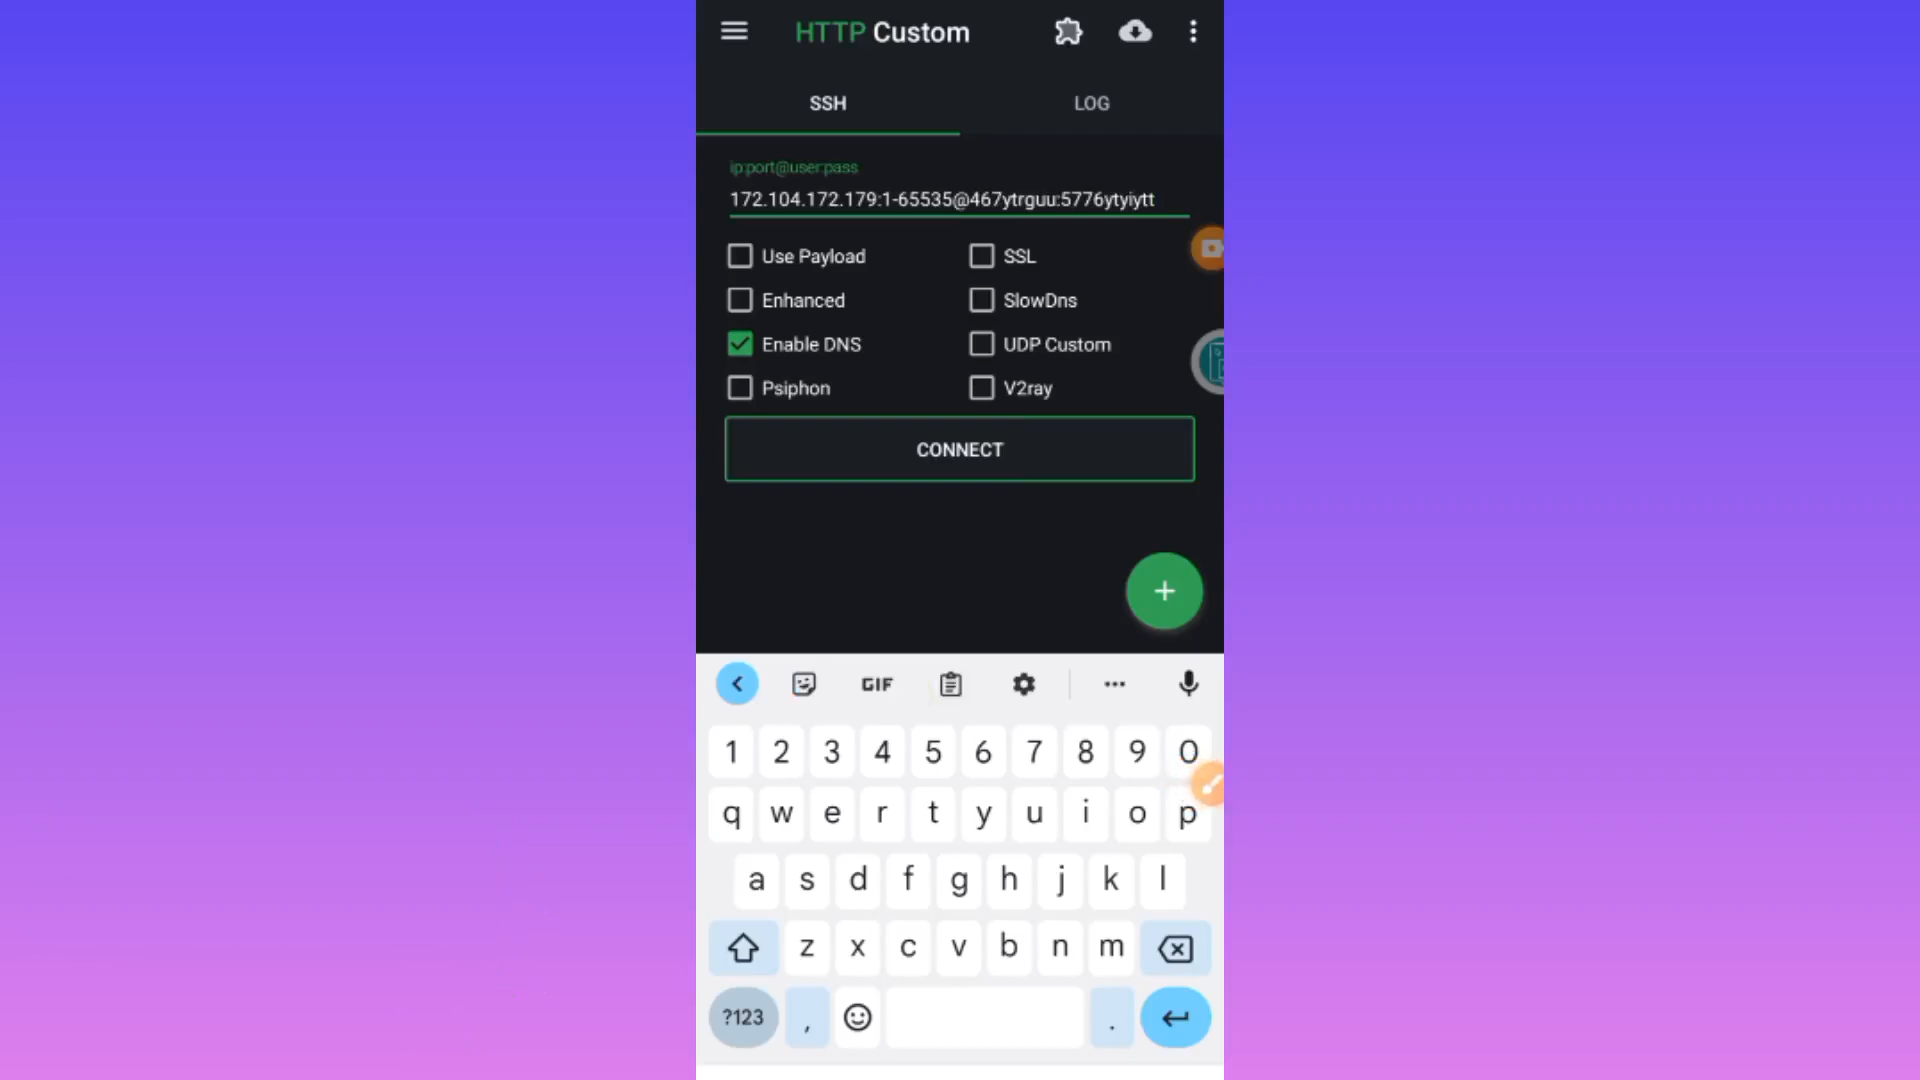 HTTP Custom
SSH LOG
ip:port@user:pass
172.104.172.179:1-65535@467ytrguu:5776ytyiytt
Use Payload SSL
Enhanced SlowDns
Enable DNS UDP Custom
Psiphon V2ray
CONNECT
+
GIF
1 2 3 4 5 6 7 8 9 0
q w e r t y u i o p
a s d f g h j k l
z x c v b n m
?123 , .